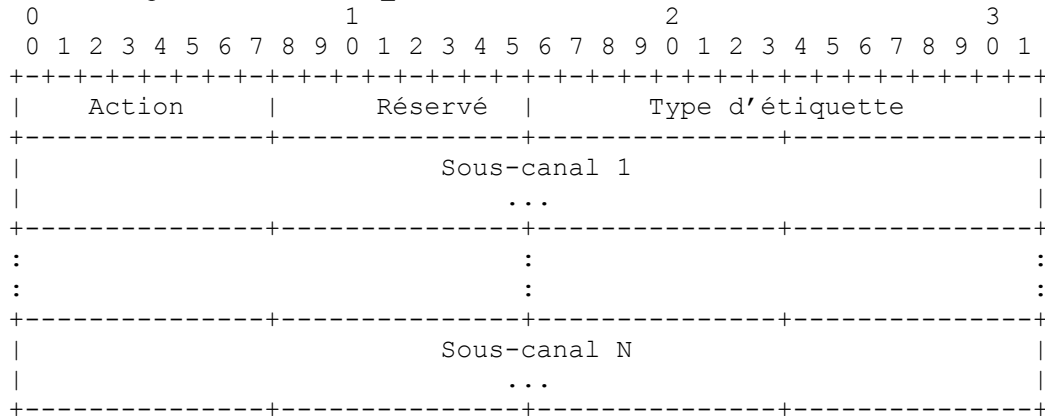 0                   1                   2                   3
0 1 2 3 4 5 6 7 8 9 0 1 2 3 4 5 6 7 8 9 0 1 2 3 4 5 6 7 8 9 0 1
+-+-+-+-+-+-+-+-+-+-+-+-+-+-+-+-+-+-+-+-+-+-+-+-+-+-+-+-+-+-+-+-+
|    Action     |      Réservé  |       Type d’étiquette        |
+---------------+---------------+---------------+---------------+
|                          Sous-canal 1                         |
|                              ...                              |
+---------------+---------------+---------------+---------------+
:                               :                               :
:                               :                               :
+---------------+---------------+---------------+---------------+
|                          Sous-canal N                         |
|                              ...                              |
+---------------+---------------+---------------+---------------+